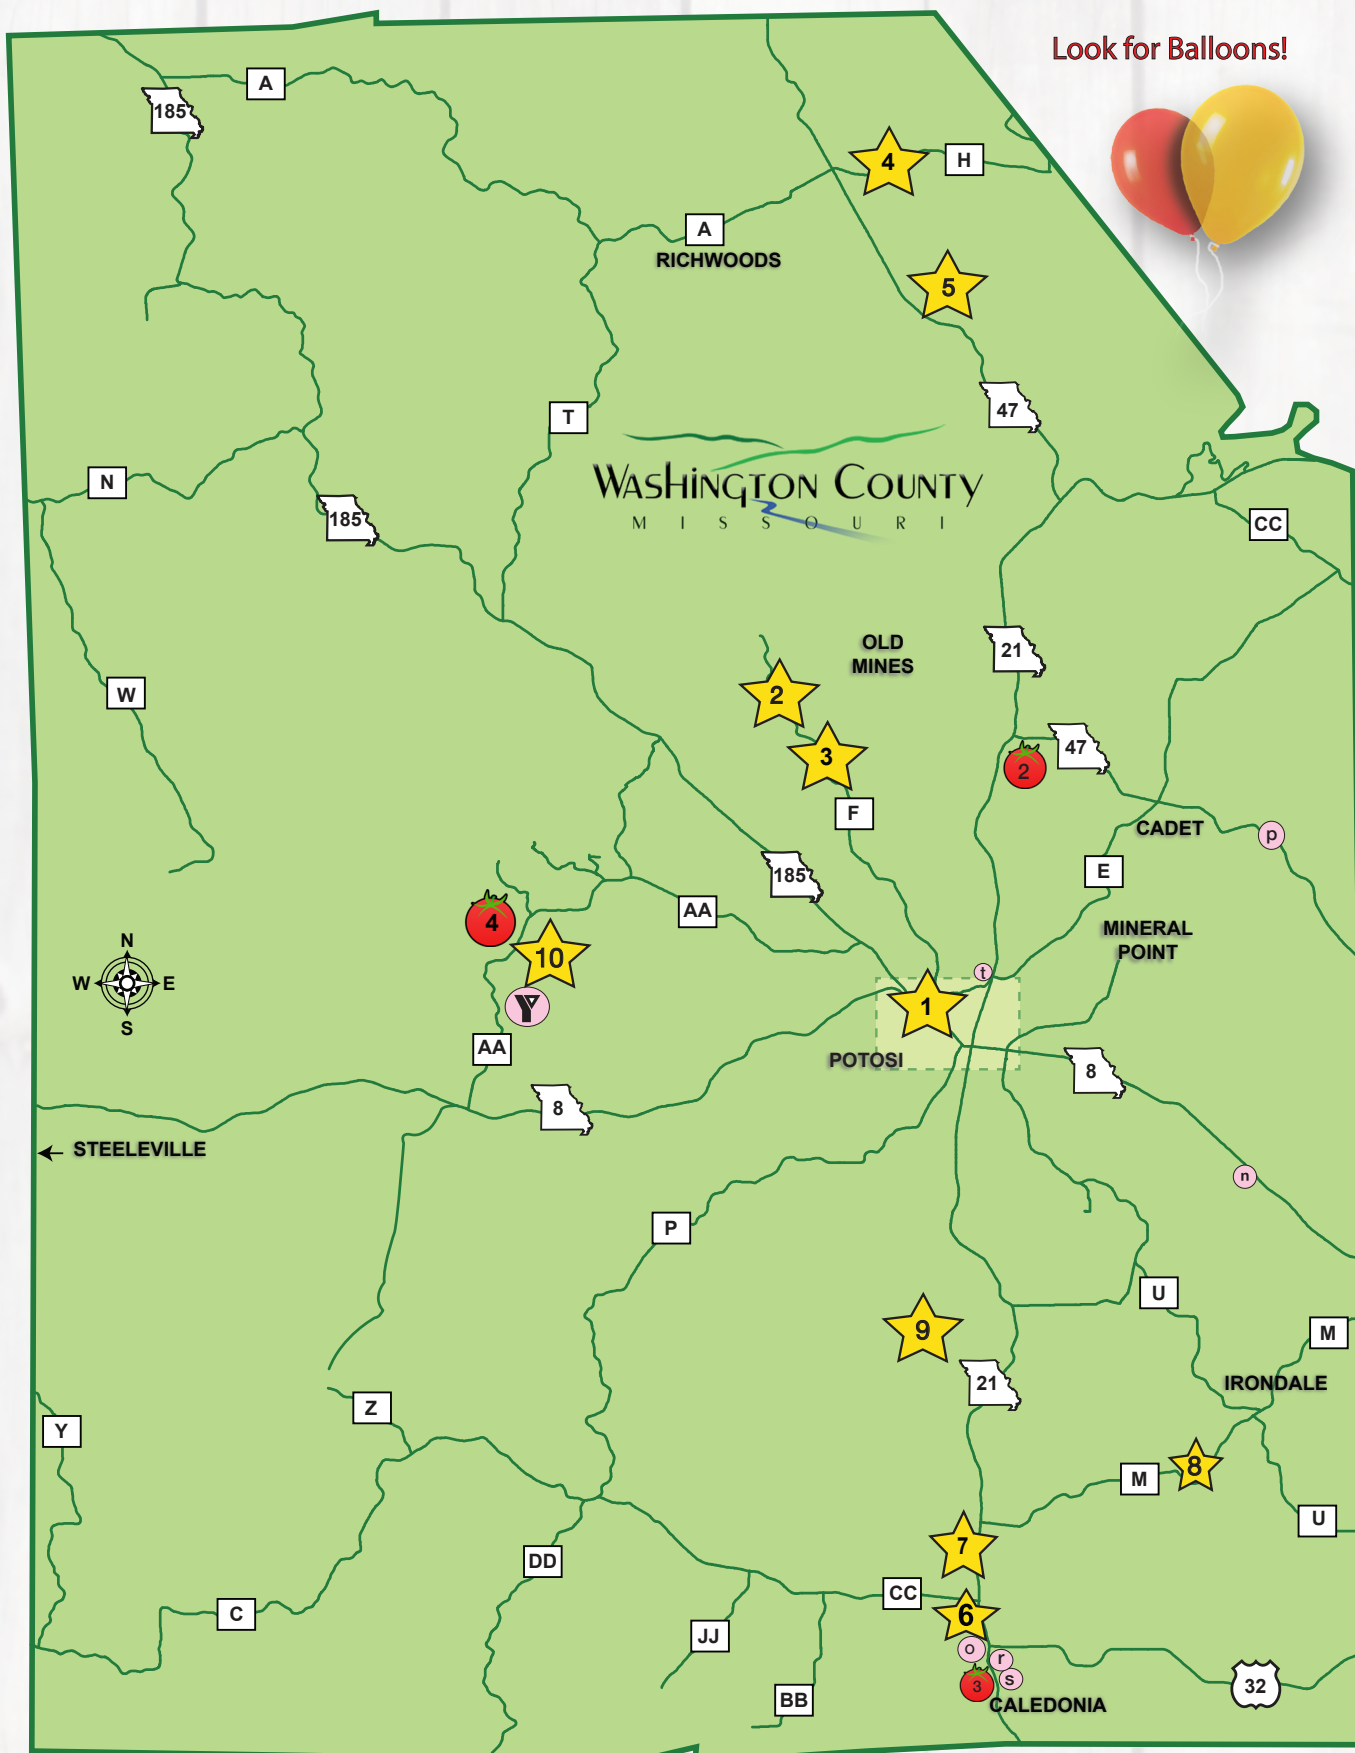 Look for Balloons!
185
A
4
H
A
RICHWOODS
5
47
T
N
185
WASHINGTON COUNTY
MISSOURI
CC
W
OLD
MINES
21
2
3
47
2
F
CADET
p
185
E
4
AA
10
MINERAL
POINT
N
W E
S
t
Y
1
AA
POTOSI
8
8
STEELEVILLE
n
P
U
9
M
21
IRONDALE
Z
Y
8
M
U
7
DD
CC
6
C
JJ
o
r
s
3
32
BB
CALEDONIA